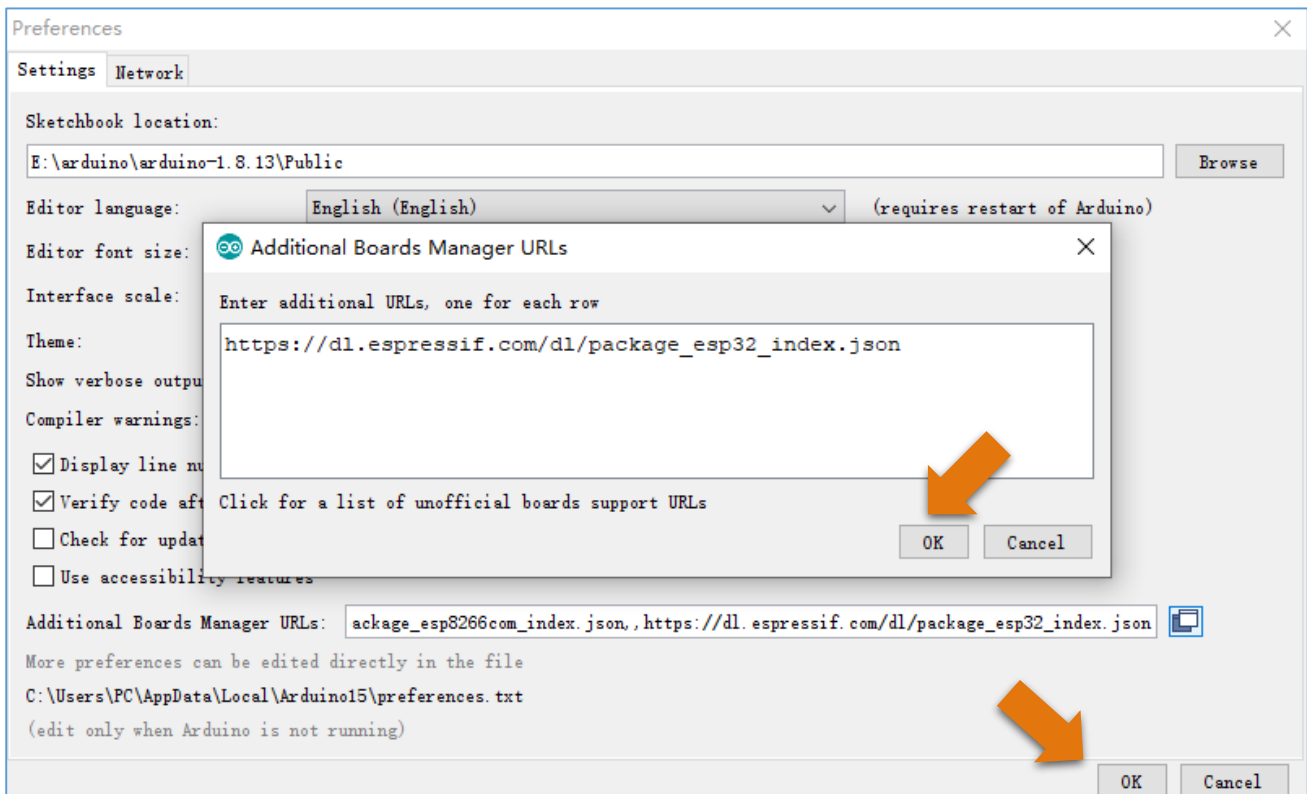 Preferences
Settings Network
Sketchbook location:
E:\arduino\arduino-1.8.13\Public Browse
Editor language: English (English) (requires restart of Arduino)
Editor font size:
Interface scale:
Theme:
Show verbose outpu
Compiler warnings:
Display line nu
Verify code aft
Check for updat
Use accessibility features
Additional Boards Manager URLs
Enter additional URLs, one for each row
https://dl.espressif.com/dl/package_esp32_index.json
Click for a list of unofficial boards support URLs
OK Cancel
Additional Boards Manager URLs: ackage_esp8266com_index.json,,https://dl.espressif.com/dl/package_esp32_index.json
More preferences can be edited directly in the file
C:\Users\PC\AppData\Local\Arduino15\preferences.txt
(edit only when Arduino is not running)
OK Cancel